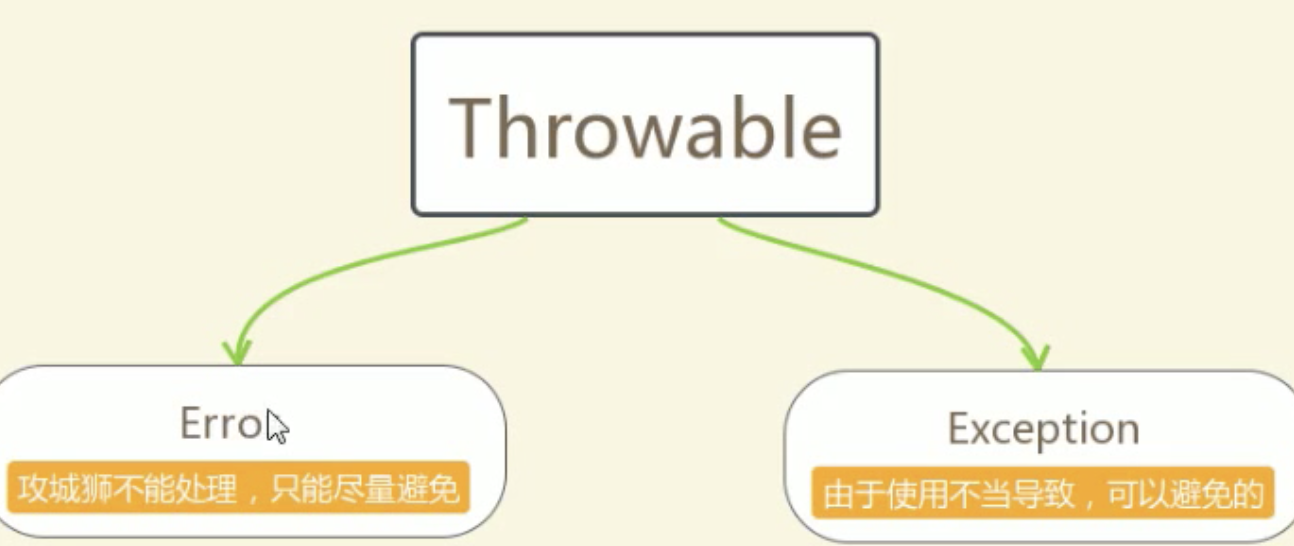 Throwable
Erro
攻城狮不能处理，只能尽量避免
Exception
由于使用不当导致，可以避免的